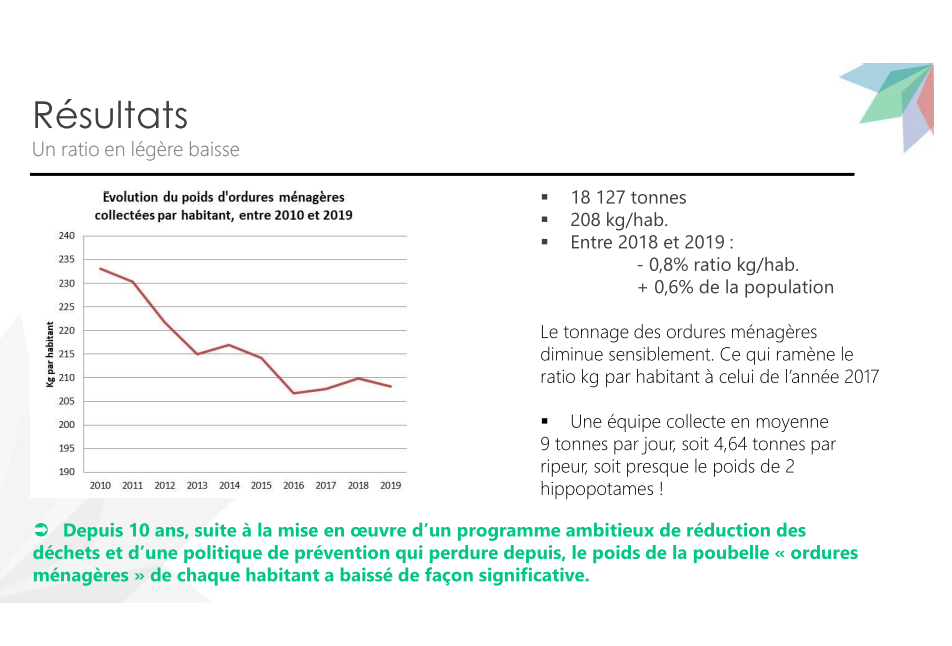 Résultats
Un ratio en légère baisse
Evolution du poids d'ordures ménagères
collectées par habitant, entre 2010 et 2019
240
235
230
225
220
215
210
205
200
195
190
Kg par habitant
2010 2011 2012 2013 2014 2015 2016 2017 2018 2019
▪ 18 127 tonnes
▪ 208 kg/hab.
▪ Entre 2018 et 2019 :
- 0,8% ratio kg/hab.
+ 0,6% de la population
Le tonnage des ordures ménagères
diminue sensiblement. Ce qui ramène le
ratio kg par habitant à celui de l’année 2017
▪ Une équipe collecte en moyenne
9 tonnes par jour, soit 4,64 tonnes par
ripeur, soit presque le poids de 2
hippopotames !
➲ Depuis 10 ans, suite à la mise en œuvre d’un programme ambitieux de réduction des
déchets et d’une politique de prévention qui perdure depuis, le poids de la poubelle « ordures
ménagères » de chaque habitant a baissé de façon significative.